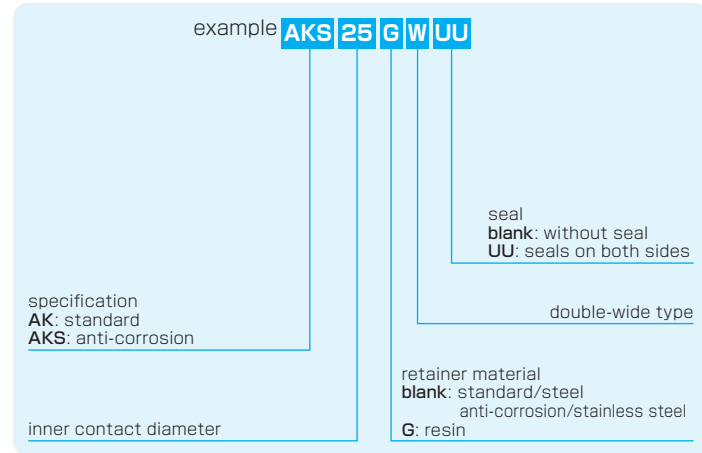 example AKS 25 G W UU
seal
blank: without seal
UU: seals on both sides
specification
AK: standard
AKS: anti-corrosion
double-wide type
retainer material
blank: standard/steel
anti-corrosion/stainless steel
G: resin
inner contact diameter